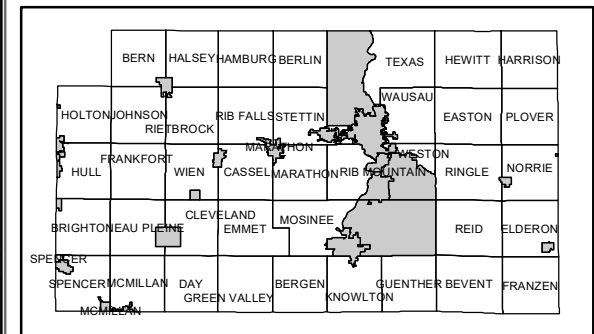 BERN HALSEY HAMBURG BERLIN TEXAS HEWITT HARRISON
WAUSAU
HOLTON JOHNSON RIB FALLS STETTIN EASTON PLOVER
RIETBROCK
MARATHON WESTON
FRANKFORT
HULL WIEN CASSEL MARATHON RIB MOUNTAIN RINGLE NORRIE
CLEVELAND MOSINEE
BRIGHTON EAU PLEINE EMMET REID ELDERON
SPENCER
SPENCER MCMILLAN DAY BERGEN GUENTHER BEVENT FRANZEN
GREEN VALLEY KNOWLTON
MCMILLAN